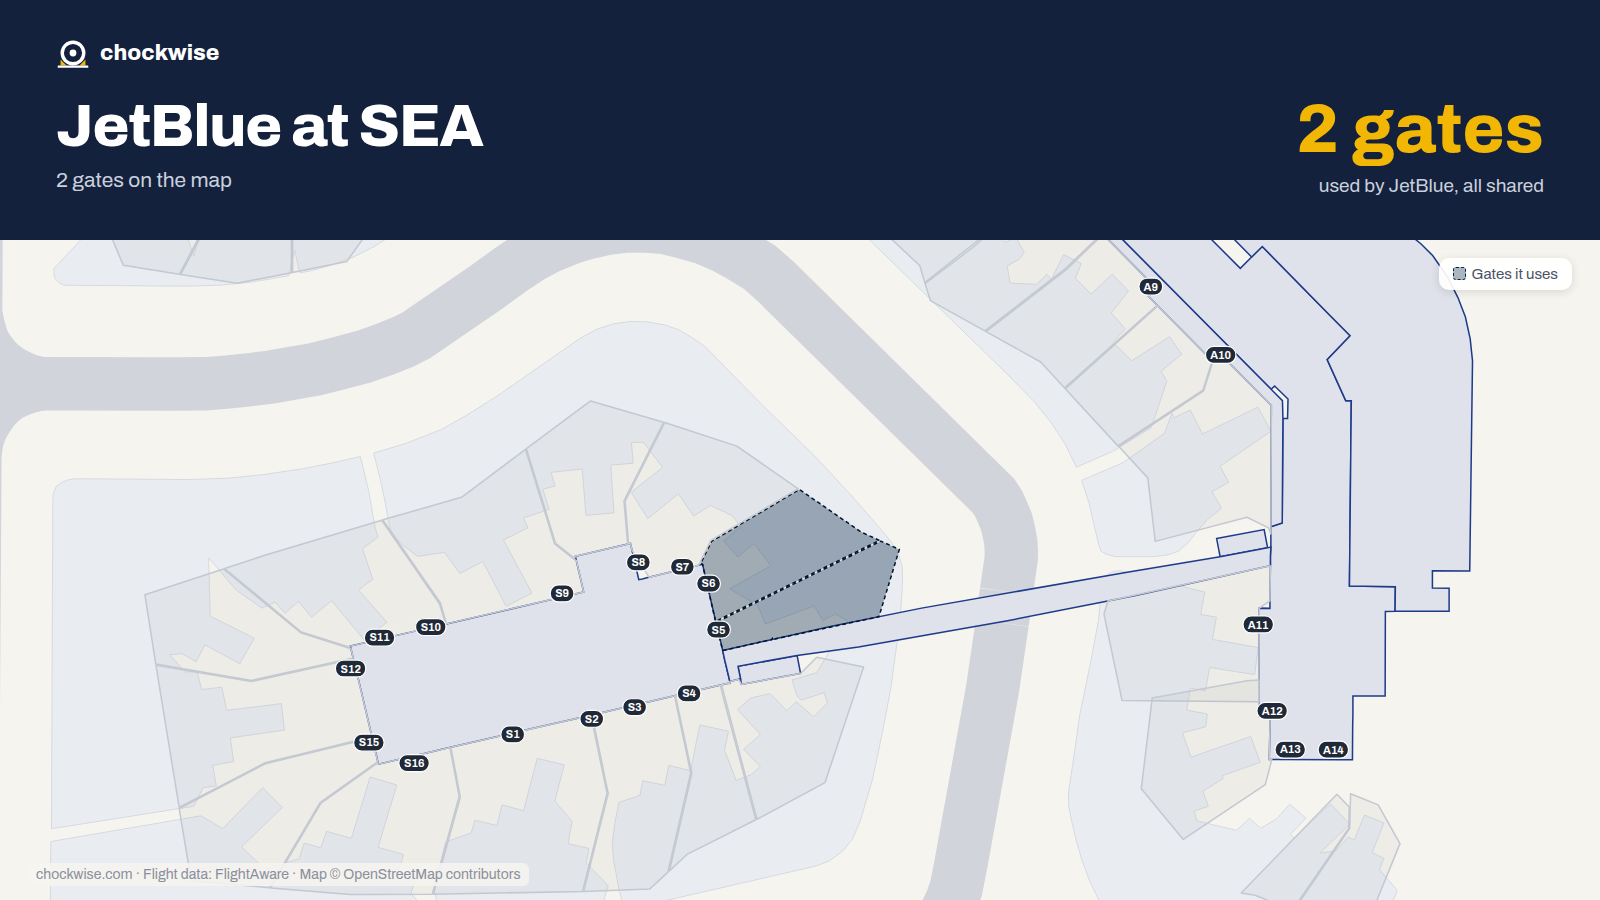 chockwise
JetBlue at SEA
2 gates on the map
2 gates
used by JetBlue, all shared
Gates it uses
A9
A10
S8
S7
S6
S9
S5
S10
S11
S12
S4
S3
S2
S1
S15
S16
A11
A12
A13
A14
chockwise.com · Flight data: FlightAware · Map © OpenStreetMap contributors